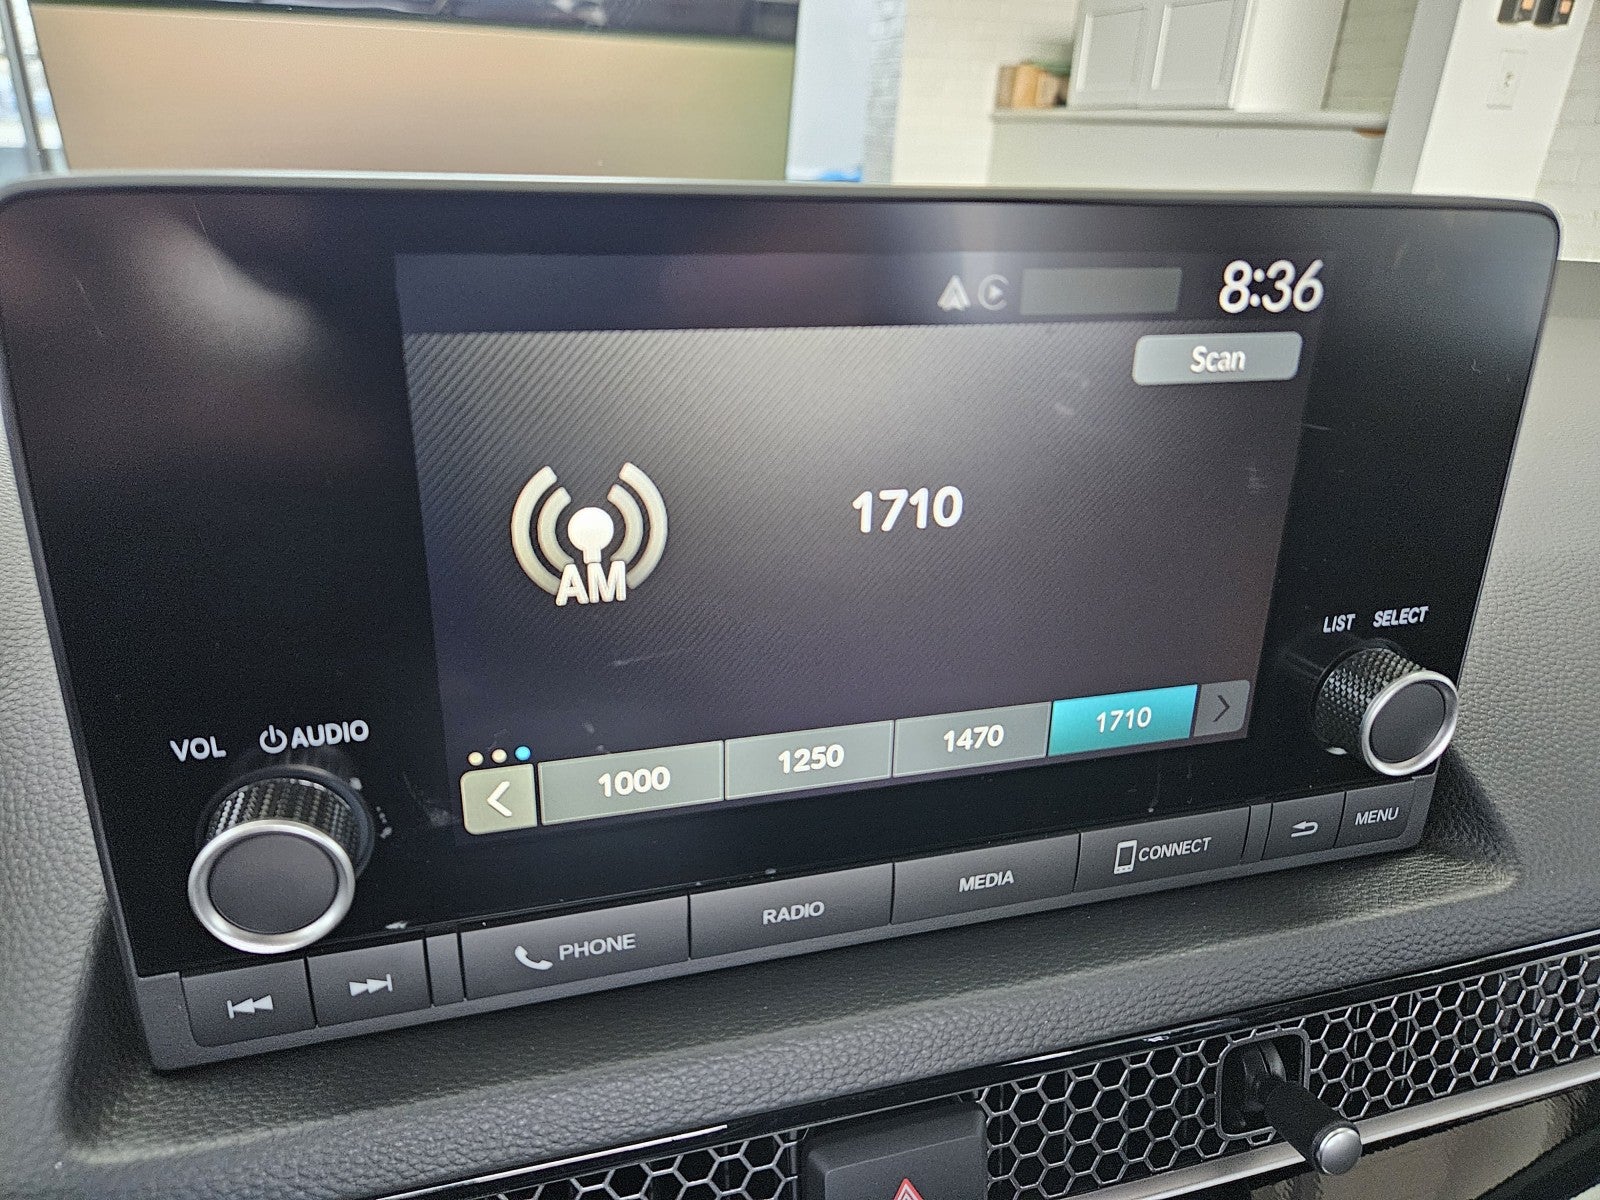 8:36
Scan
1710
AM
LIST SELECT
VOL AUDIO
1000 1250 1470 1710
PHONE RADIO MEDIA CONNECT MENU